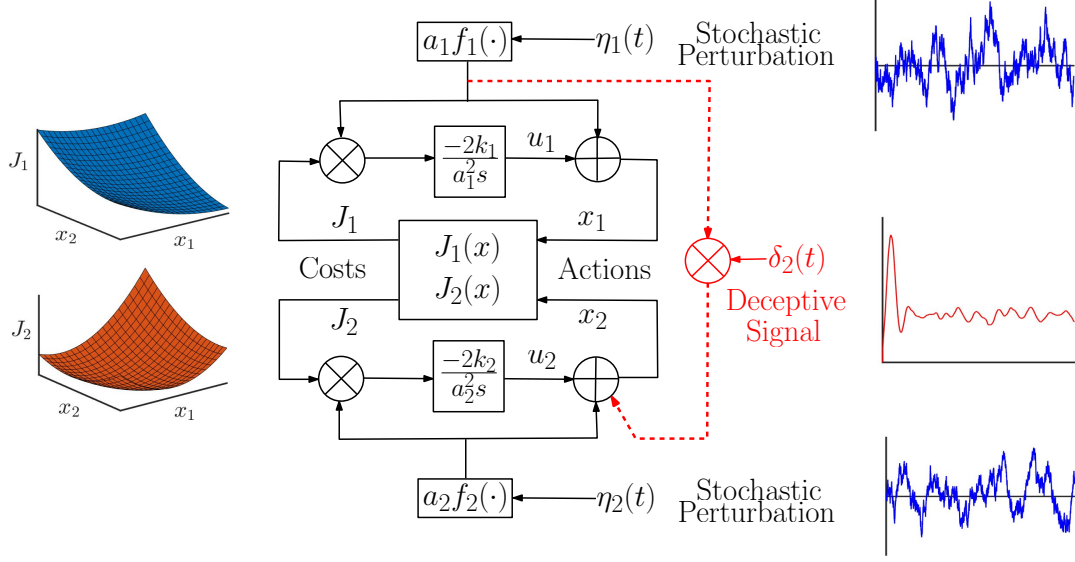 a₁f₁(·)
η₁(t)
Stochastic
Perturbation
J₁
x₂
x₁
-2k₁
a₁²s
u₁
J₁
x₁
Costs
J₁(x)
J₂(x)
Actions
δ₂(t)
Deceptive
Signal
J₂
x₂
J₂
x₂
x₁
-2k₂
a₂²s
u₂
a₂f₂(·)
η₂(t)
Stochastic
Perturbation